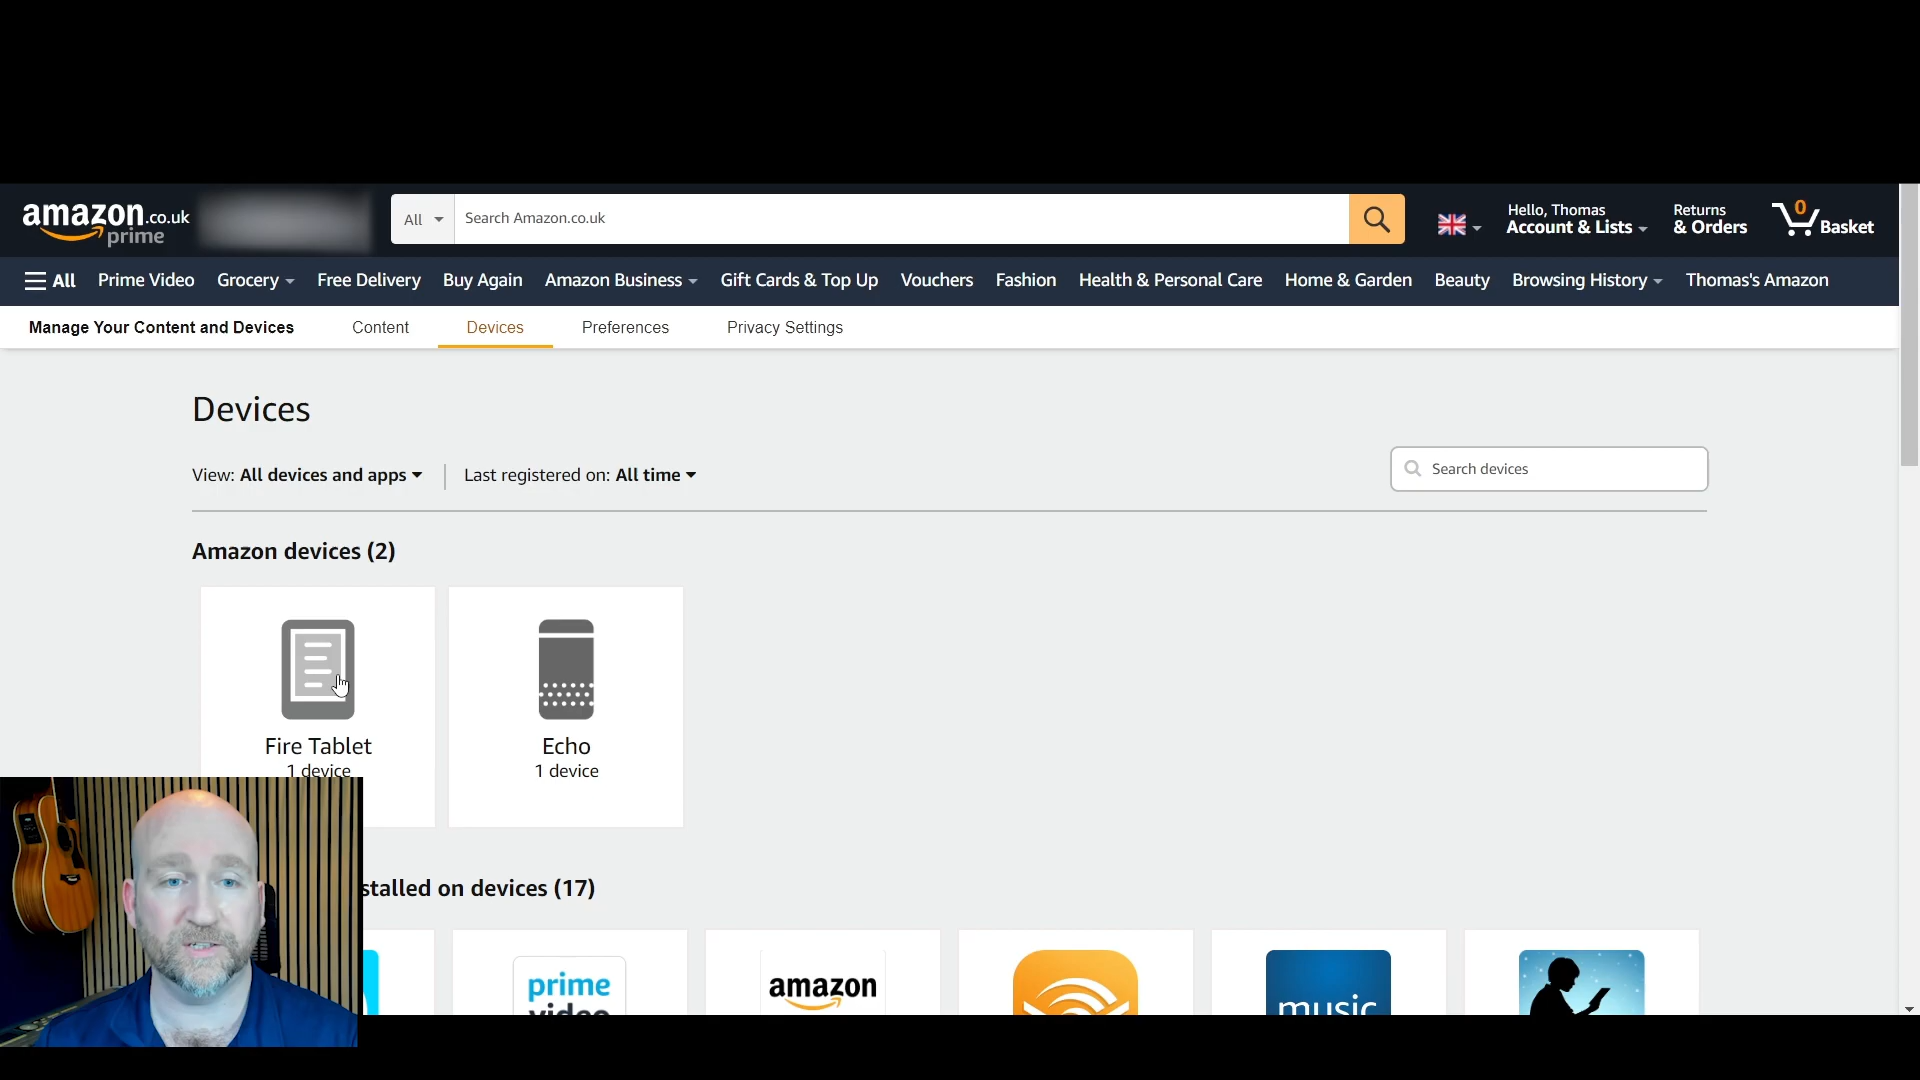 amazon.co.uk
prime
All
Search Amazon.co.uk
Hello, Thomas
Account & Lists
Returns
& Orders
0
Basket
All
Prime Video
Grocery
Free Delivery
Buy Again
Amazon Business
Gift Cards & Top Up
Vouchers
Fashion
Health & Personal Care
Home & Garden
Beauty
Browsing History
Thomas's Amazon
Manage Your Content and Devices
Content
Devices
Preferences
Privacy Settings
Devices
View: All devices and apps
Last registered on: All time
Search devices
Amazon devices (2)
Fire Tablet
1 device
Echo
1 device
stalled on devices (17)
prime
video
amazon
music